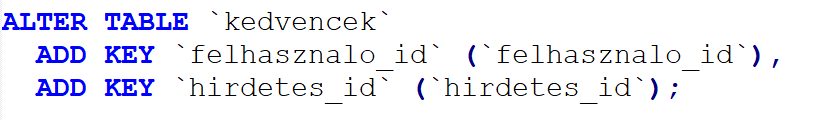 ALTER TABLE `kedvencek`
  ADD KEY `felhasznalo_id` (`felhasznalo_id`),
  ADD KEY `hirdetes_id` (`hirdetes_id`);